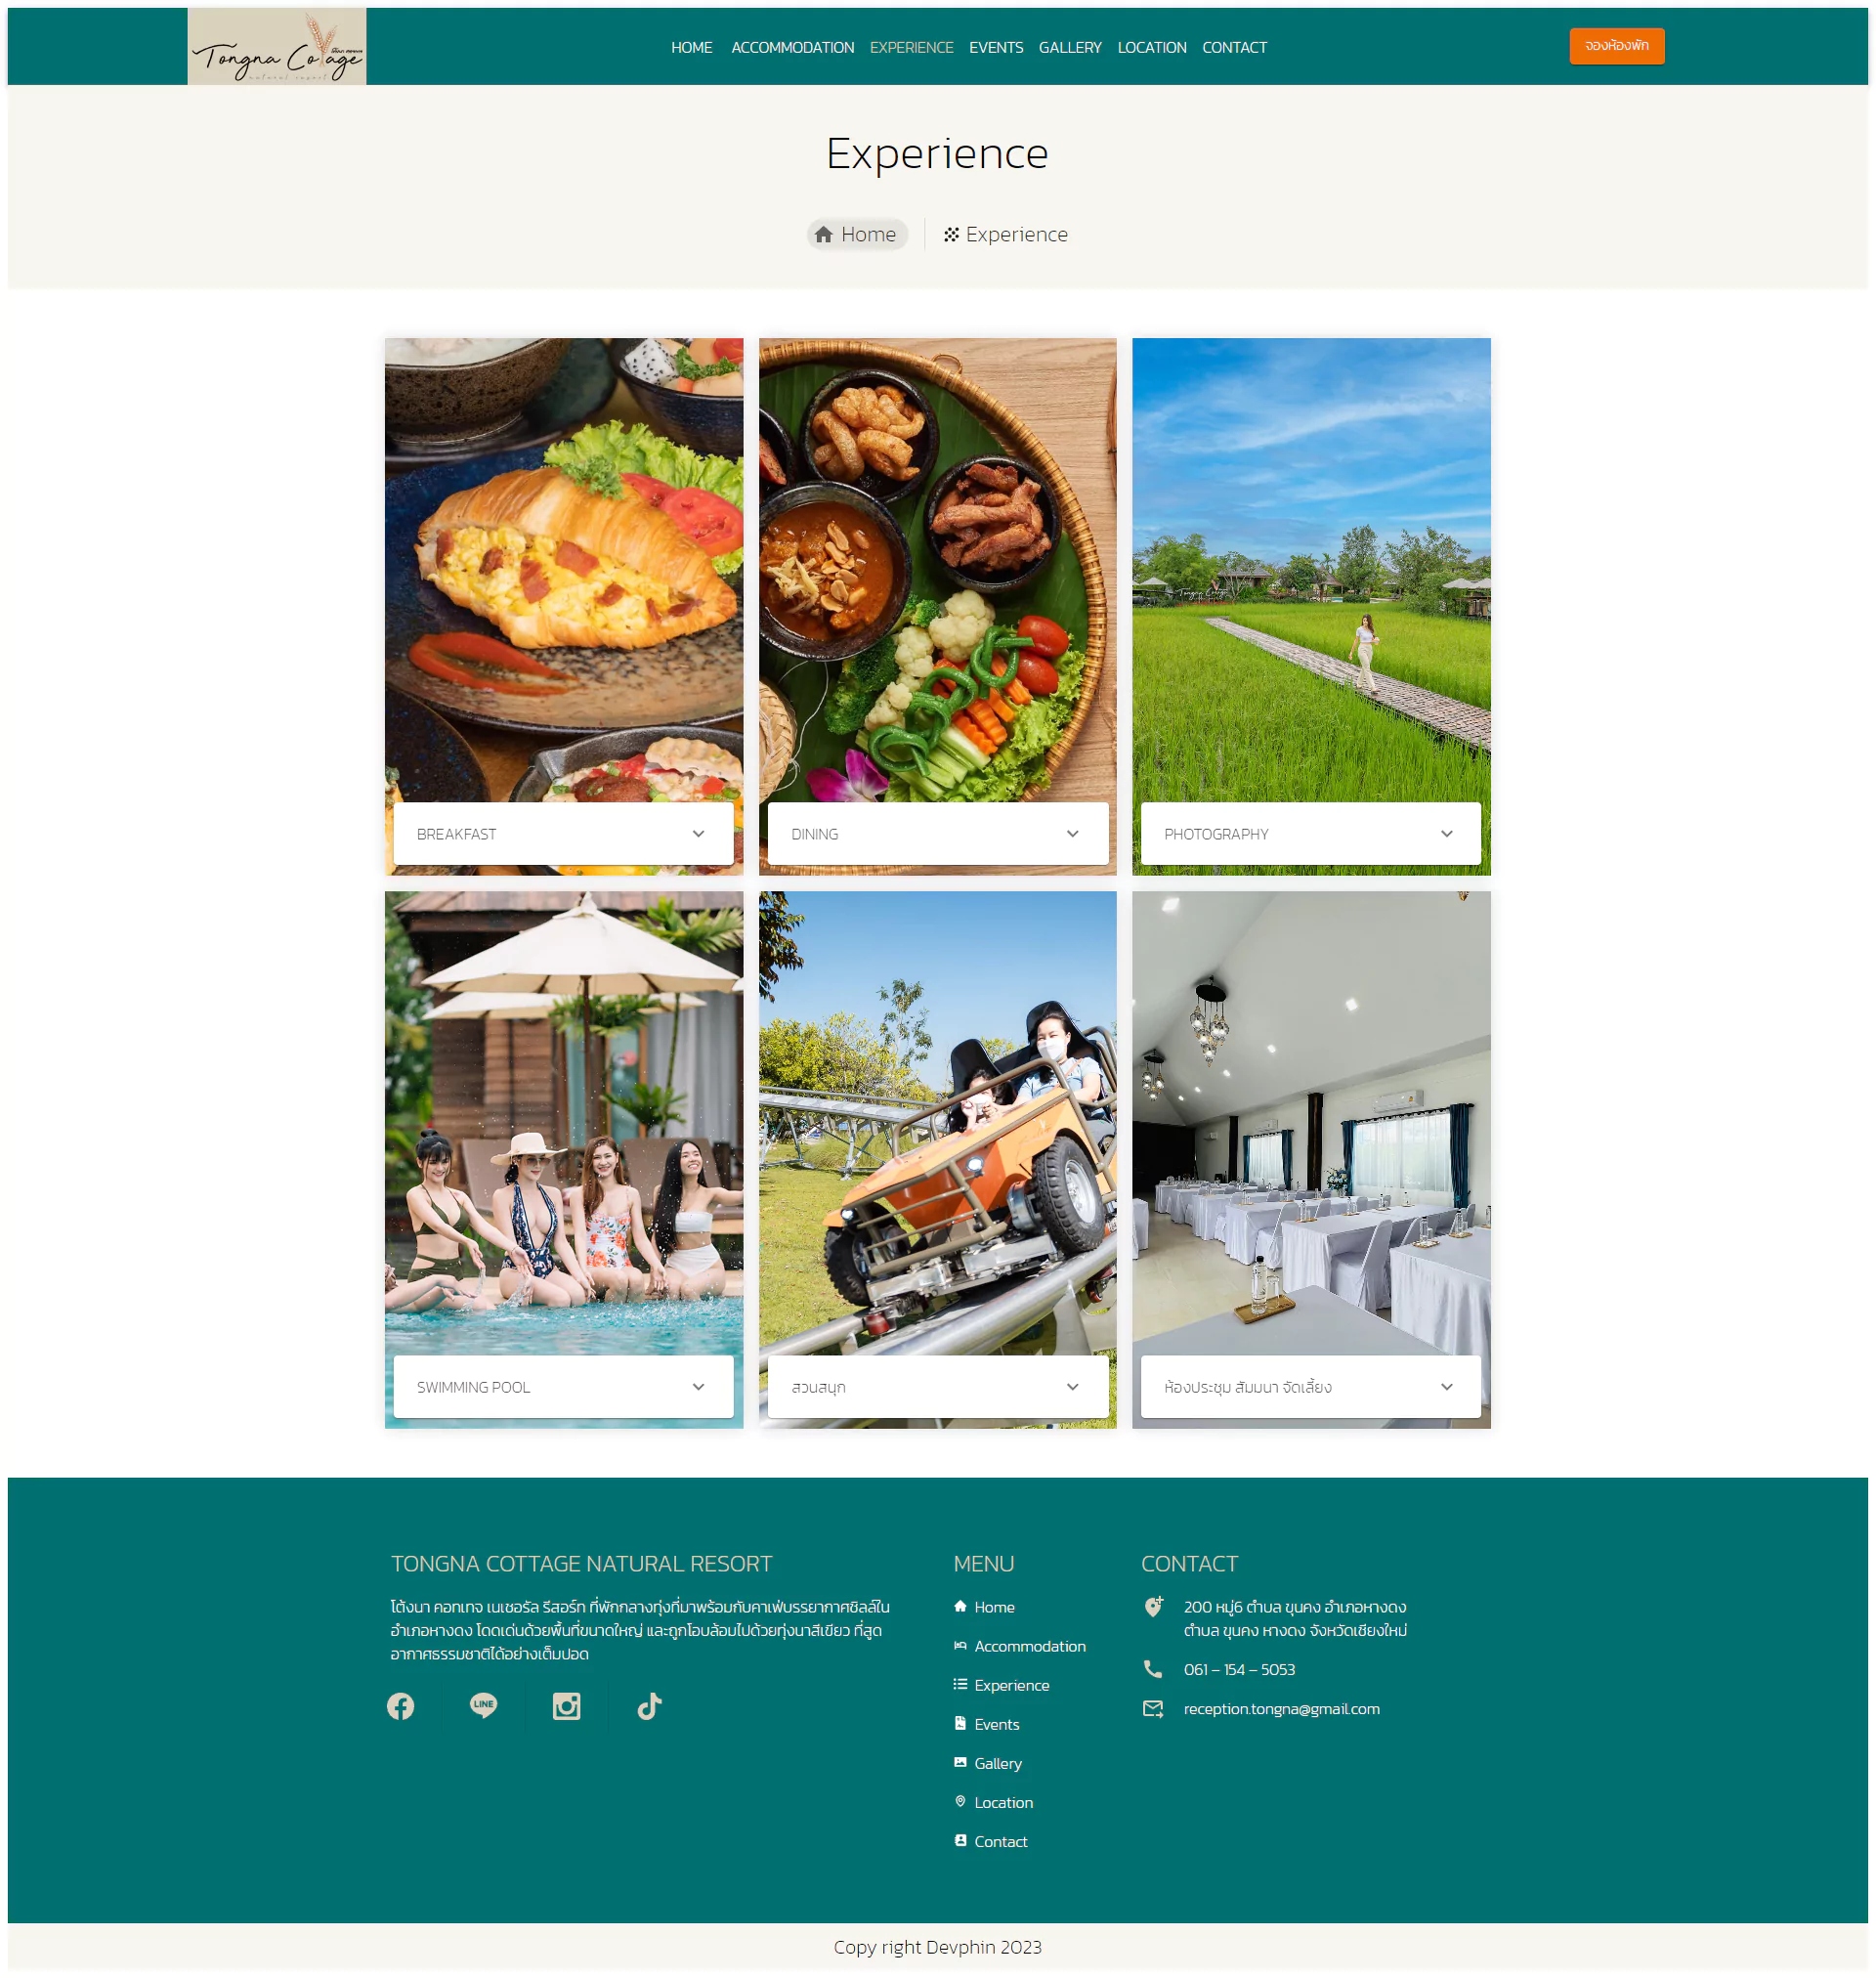 Tongna Cottage
natural resort
HOME ACCOMMODATION EXPERIENCE EVENTS GALLERY LOCATION CONTACT
จองห้องพัก
Experience
Home
Experience
Tongna Cottage
BREAKFAST
DINING
PHOTOGRAPHY
SWIMMING POOL
สวนสนุก
ห้องประชุม สัมมนา จัดเลี้ยง
TONGNA COTTAGE NATURAL RESORT
โต้งนา คอทเทจ เนเชอรัล รีสอร์ท ที่พักกลางทุ่งที่มาพร้อมกับคาเฟ่บรรยากาศชิลล์ใน
อำเภอหางดง โดดเด่นด้วยพื้นที่ขนาดใหญ่ และถูกโอบล้อมไปด้วยทุ่งนาสีเขียว ที่สูด
อากาศธรรมชาติได้อย่างเต็มปอด
LINE
MENU
Home
Accommodation
Experience
Events
Gallery
Location
Contact
CONTACT
200 หมู่6 ตำบล ขุนคง อำเภอหางดง
ตำบล ขุนคง หางดง จังหวัดเชียงใหม่
061 – 154 – 5053
reception.tongna@gmail.com
Copy right Devphin 2023